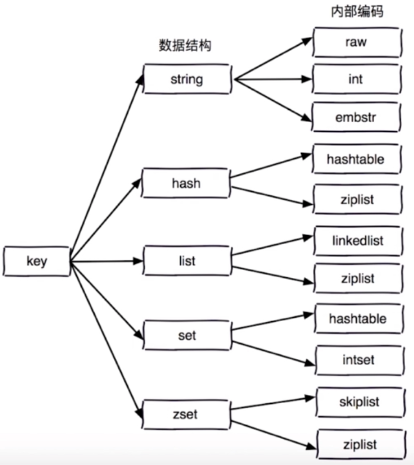 数据结构
内部编码
key
string
raw
int
embstr
hash
hashtable
ziplist
list
linkedlist
ziplist
set
hashtable
intset
zset
skiplist
ziplist